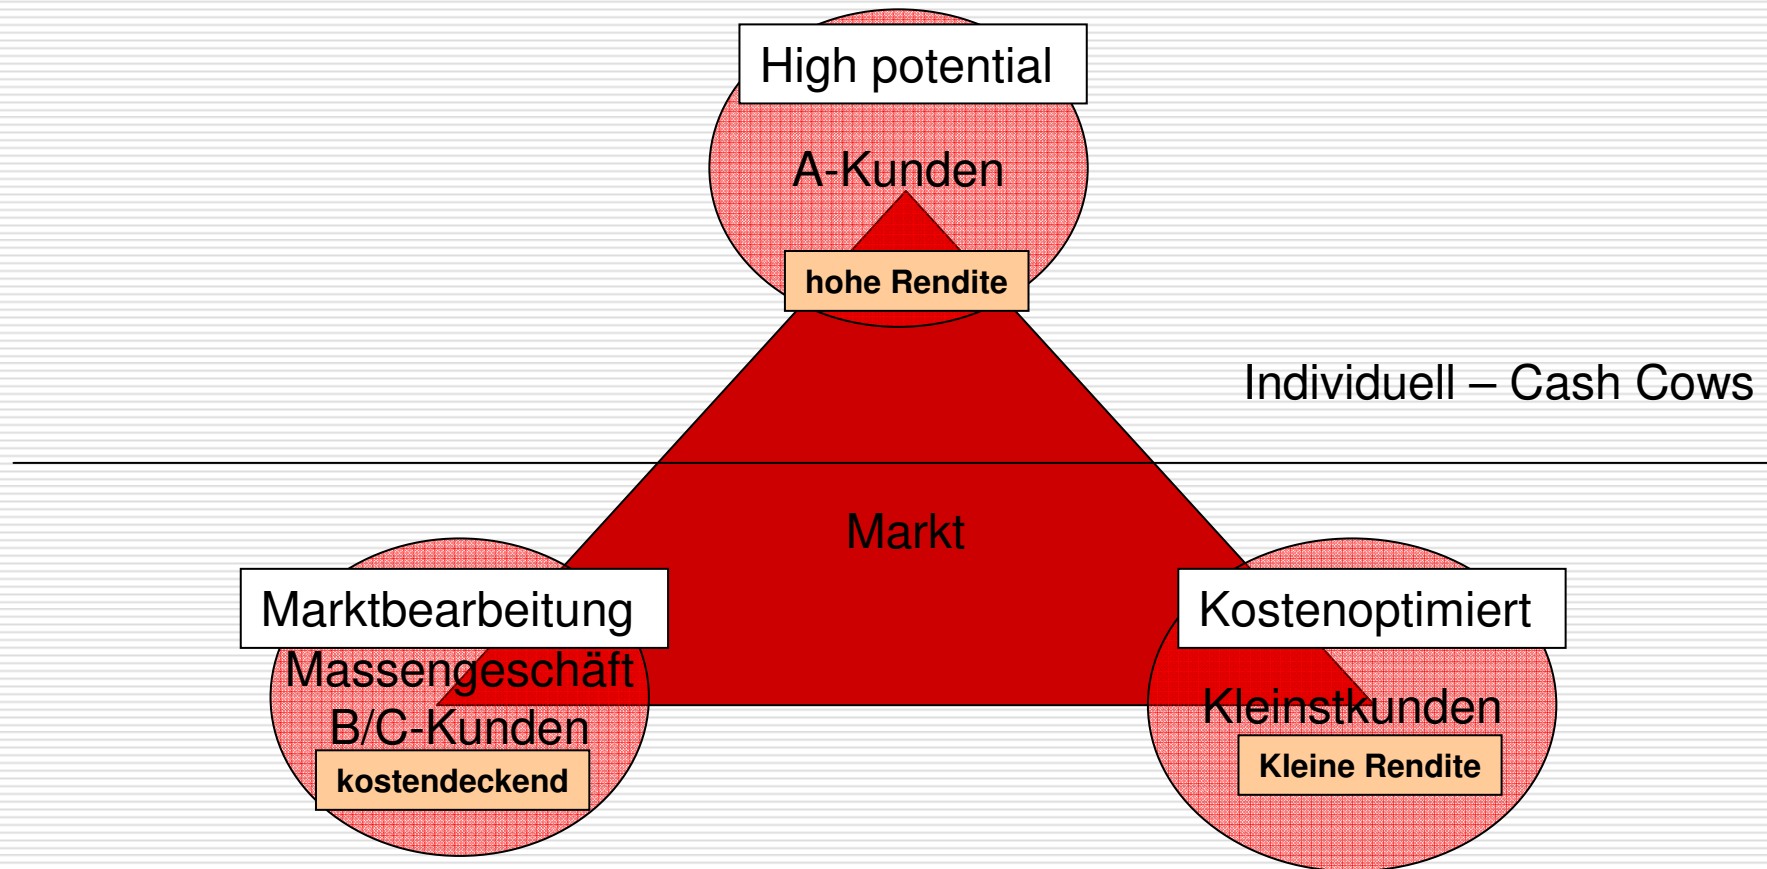 High potential
A-Kunden
hohe Rendite
Individuell – Cash Cows
Markt
Marktbearbeitung
Massengeschäft
B/C-Kunden
kostendeckend
Kostenoptimiert
Kleinstkunden
Kleine Rendite